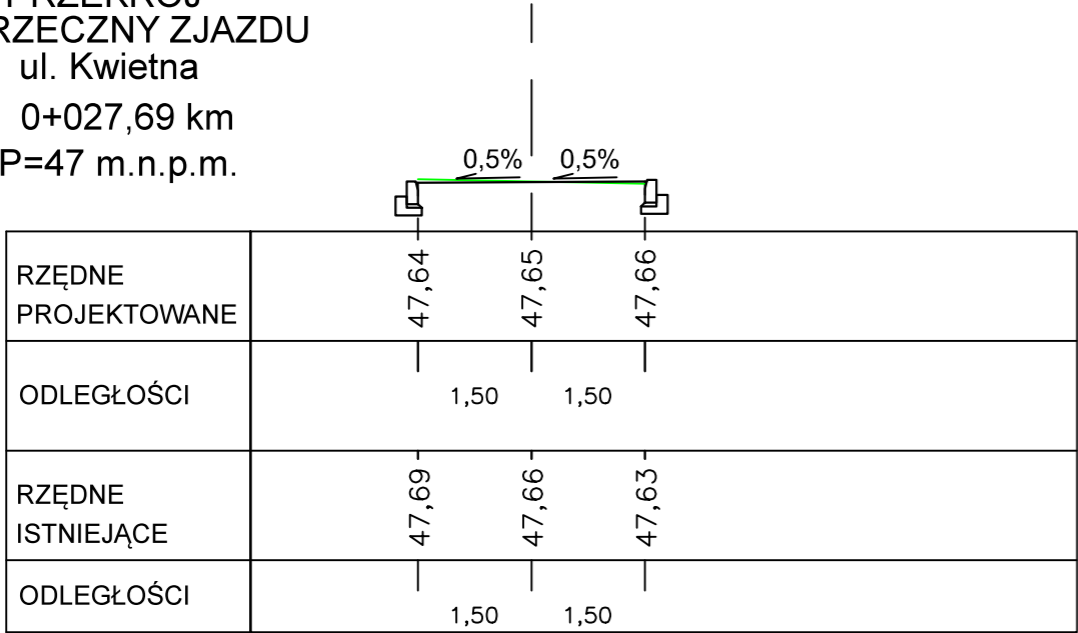 RZECZNY ZJAZDU
ul. Kwietna
0+027,69 km
P=47 m.n.p.m.
0,5% 0,5%
RZĘDNE
PROJEKTOWANE
47,64 47,65 47,66
ODLEGŁOŚCI
1,50 1,50
RZĘDNE
ISTNIEJĄCE
47,69 47,66 47,63
ODLEGŁOŚCI
1,50 1,50